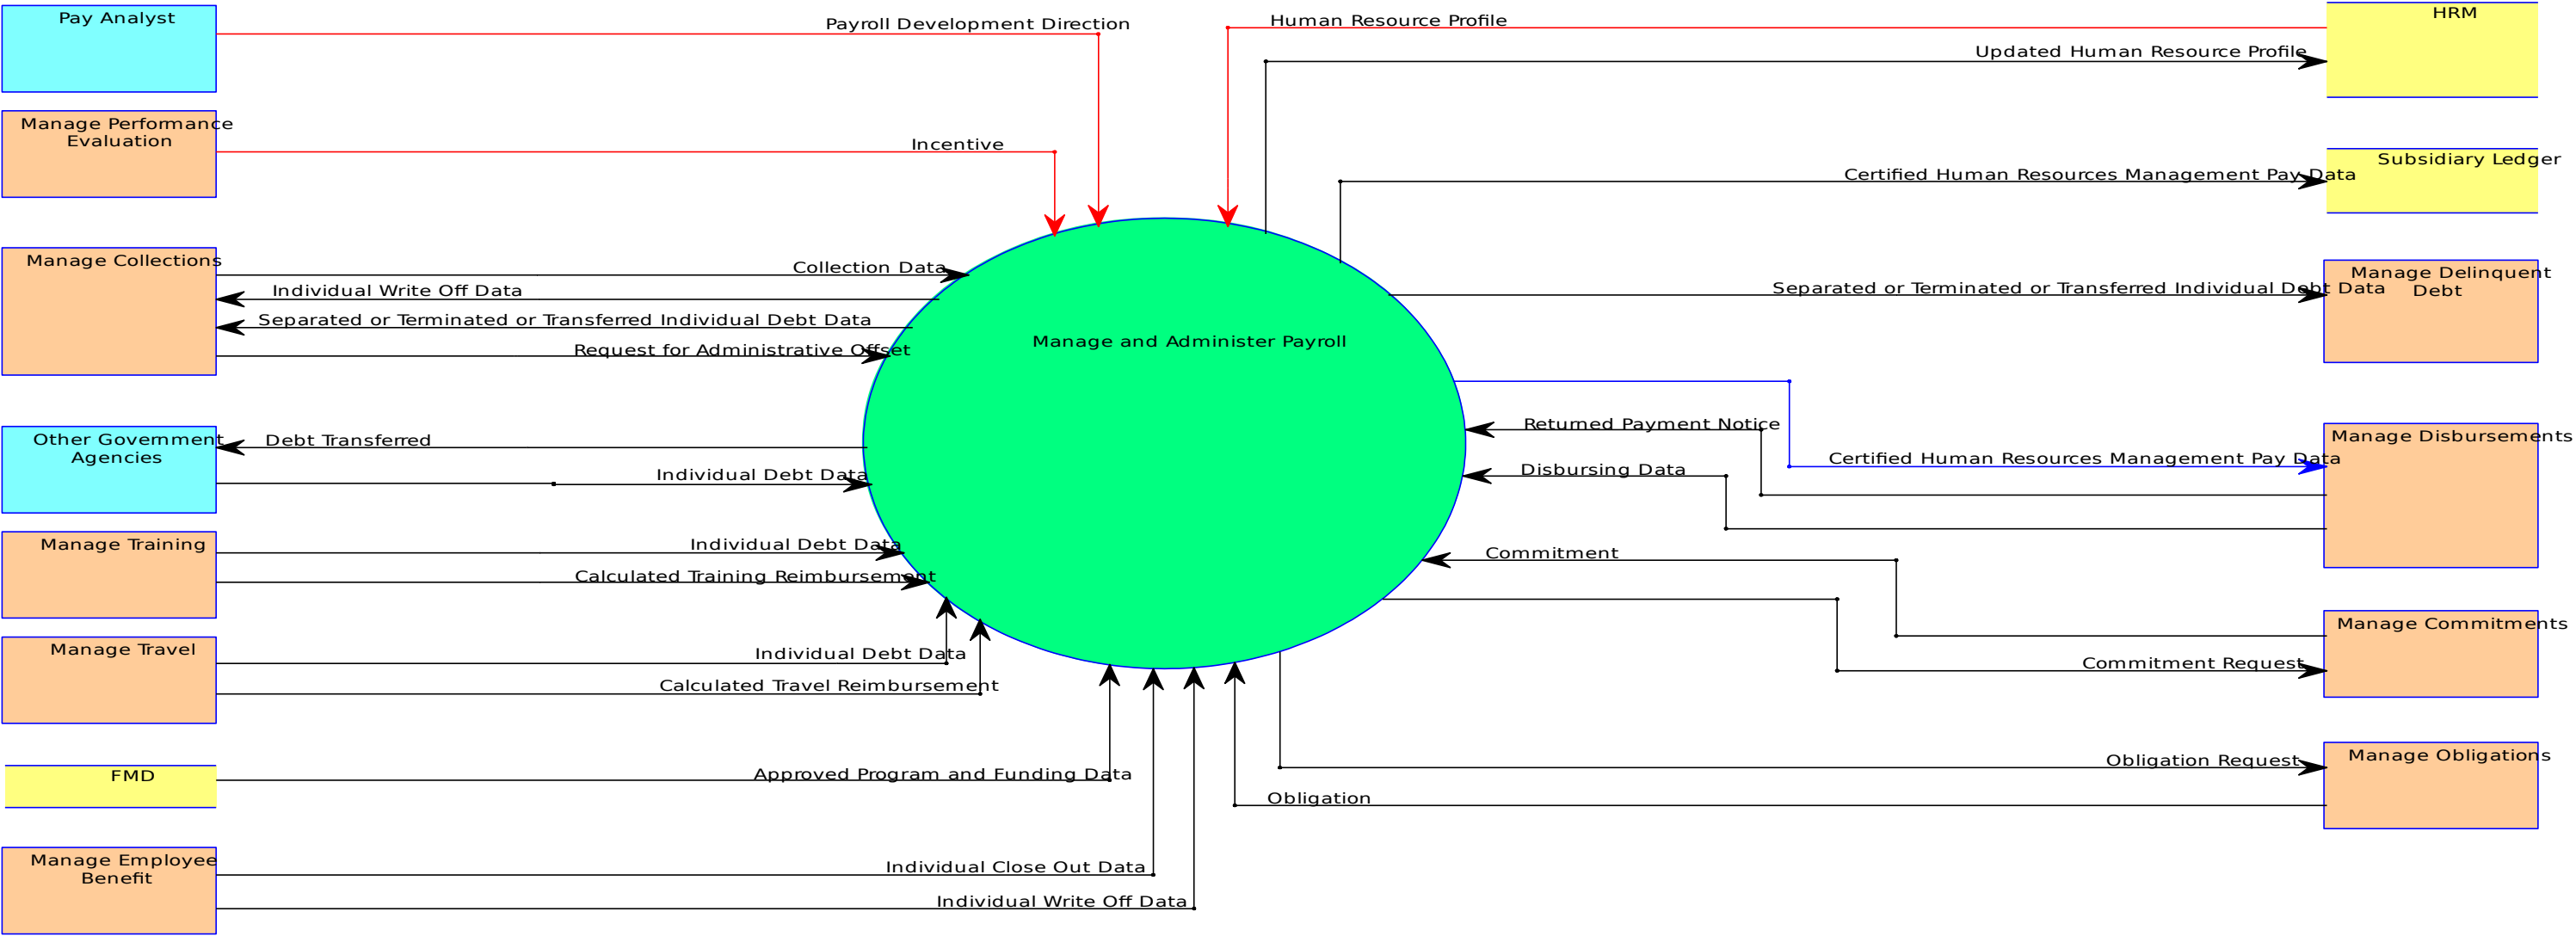 Pay Analyst
Payroll Development Direction
Human Resource Profile
HRM
Updated Human Resource Profile
Manage Performance
Evaluation
Incentive
Subsidiary Ledger
Certified Human Resources Management Pay Data
Manage Collections
Collection Data
Individual Write Off Data
Separated or Terminated or Transferred Individual Debt Data
Request for Administrative Offset
Manage and Administer Payroll
Manage Delinquent
Debt
Separated or Terminated or Transferred Individual Debt Data
Other Government
Agencies
Debt Transferred
Individual Debt Data
Returned Payment Notice
Disbursing Data
Manage Disbursements
Certified Human Resources Management Pay Data
Manage Training
Individual Debt Data
Calculated Training Reimbursement
Commitment
Manage Commitments
Commitment Request
Manage Travel
Individual Debt Data
Calculated Travel Reimbursement
FMD
Approved Program and Funding Data
Manage Obligations
Obligation Request
Obligation
Manage Employee
Benefit
Individual Close Out Data
Individual Write Off Data